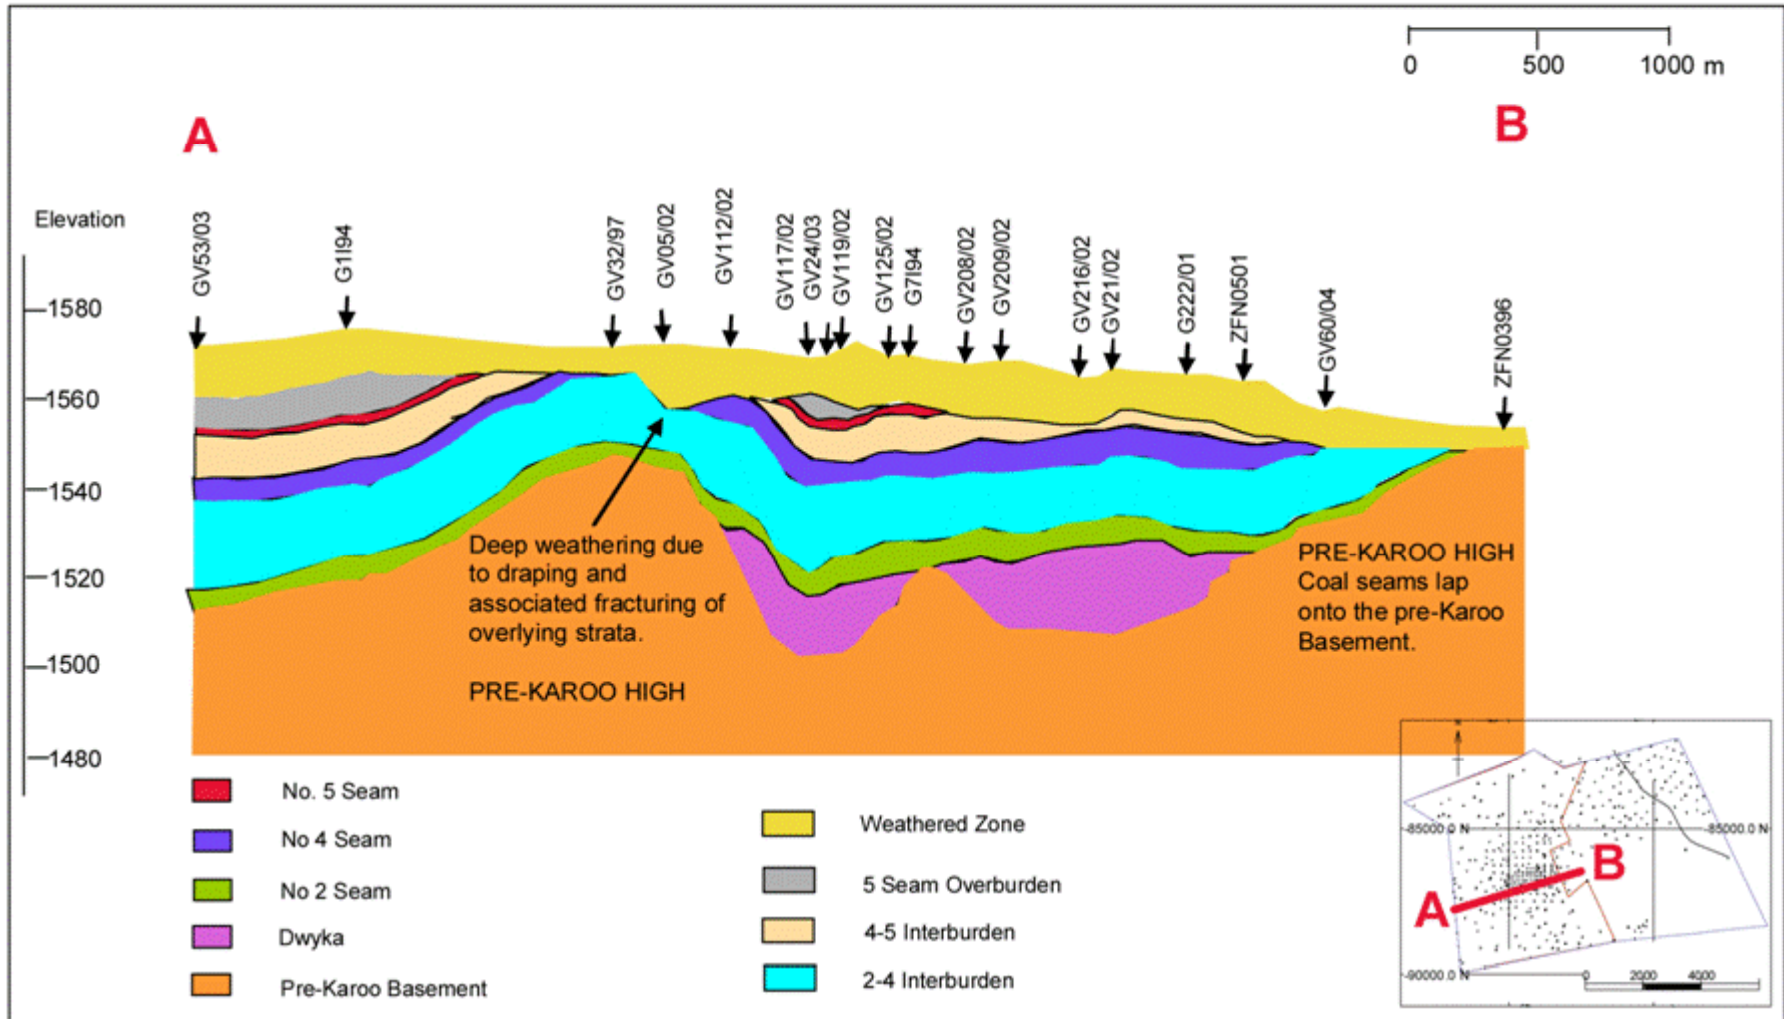 0 500 1000 m
A
B
Elevation
GV53/03
G1I94
GV32/97
GV05/02
GV112/02
GV117/02
GV24/03
GV119/02
GV125/02
G7I94
GV208/02
GV209/02
GV216/02
GV21/02
G222/01
ZFN0501
GV60/04
ZFN0396
1580
1560
1540
1520
1500
1480
Deep weathering due
to draping and
associated fracturing of
overlying strata.
PRE-KAROO HIGH
PRE-KAROO HIGH
Coal seams lap
onto the pre-Karoo
Basement.
No. 5 Seam
No 4 Seam
No 2 Seam
Dwyka
Pre-Karoo Basement
Weathered Zone
5 Seam Overburden
4-5 Interburden
2-4 Interburden
-85000.0 N
-85000.0 N
A
B
-90000.0 N
0 2000 4000